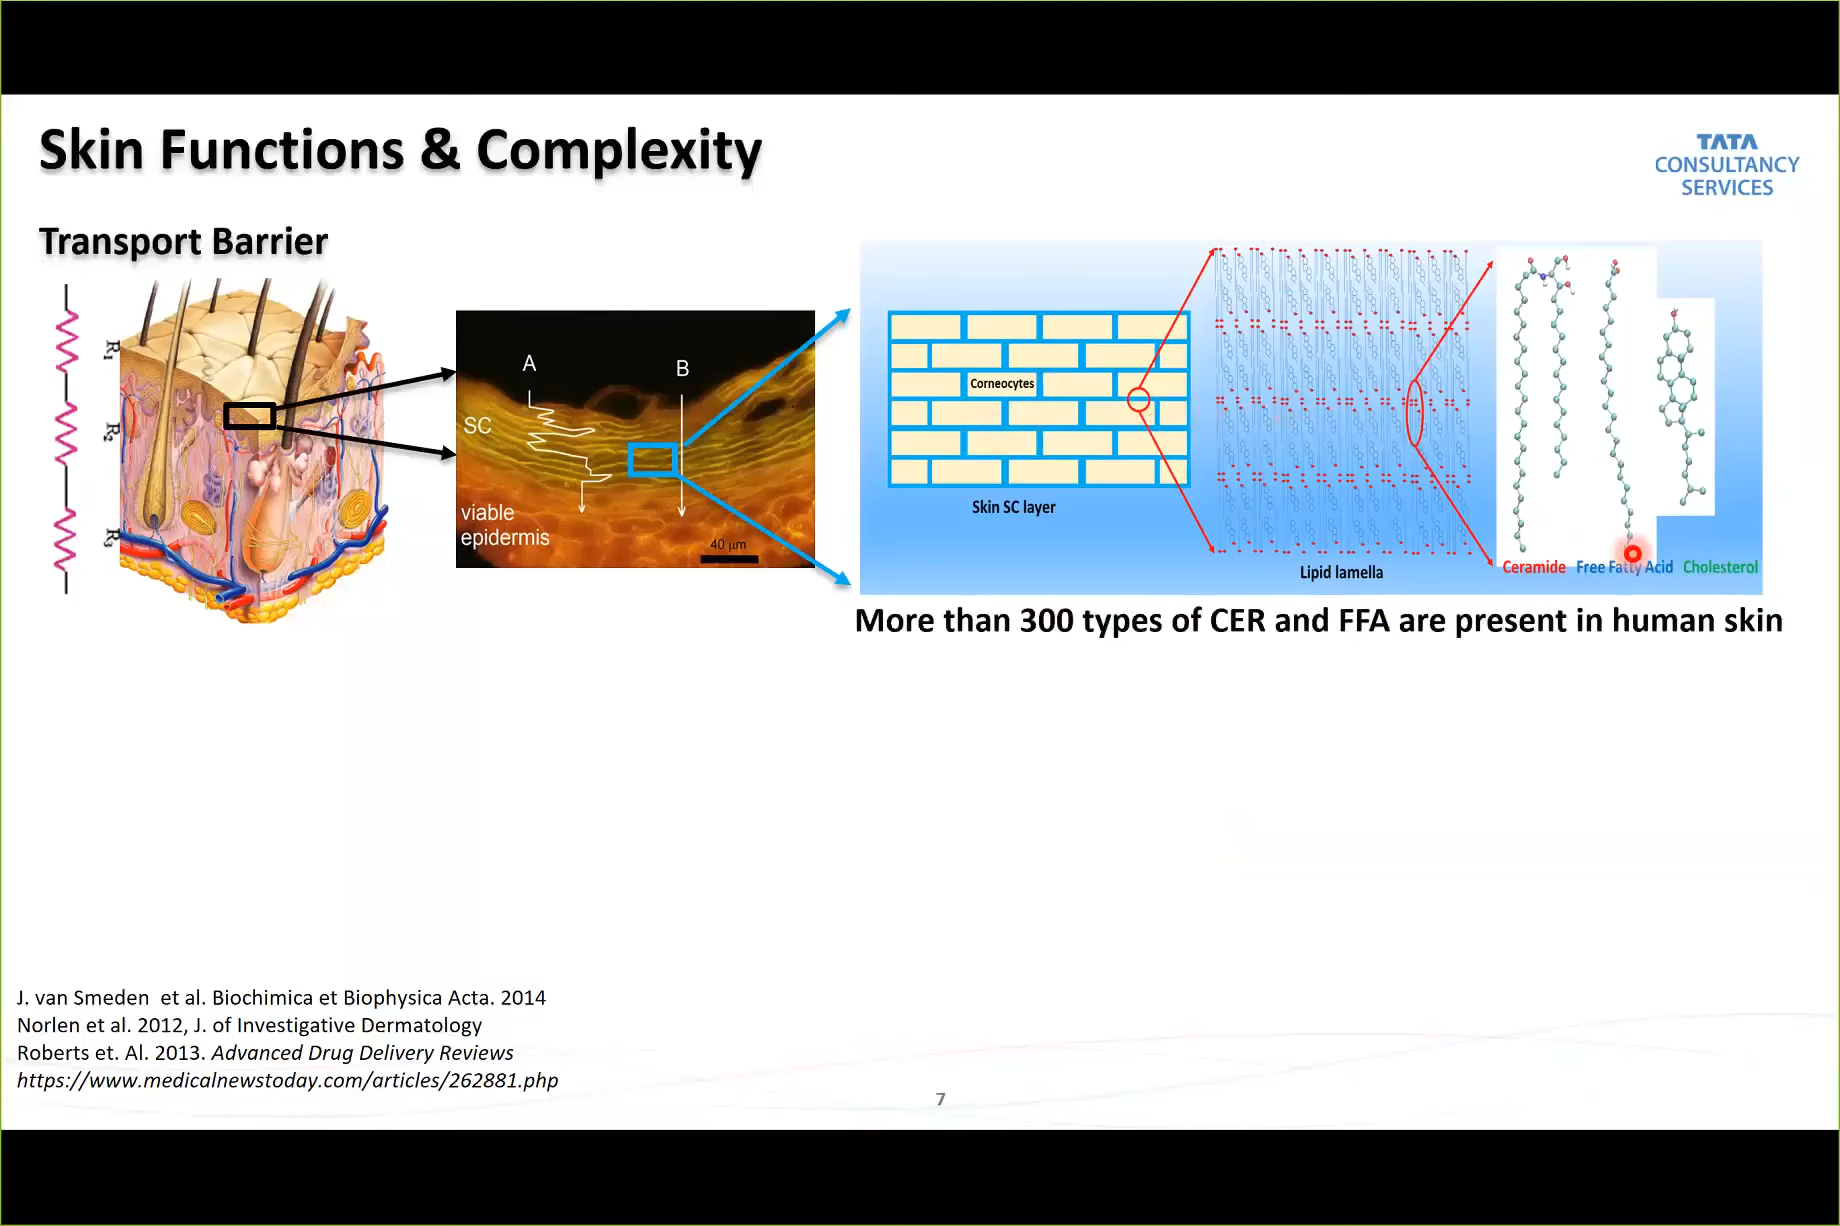 Skin Functions & Complexity
TATA
CONSULTANCY
SERVICES
Transport Barrier
R1
R2
R3
A
B
SC
viable
epidermis
40 μm
Corneocytes
Skin SC layer
Lipid lamella
Ceramide Free Fatty Acid Cholesterol
More than 300 types of CER and FFA are present in human skin
J. van Smeden et al. Biochimica et Biophysica Acta. 2014
Norlen et al. 2012, J. of Investigative Dermatology
Roberts et. Al. 2013. Advanced Drug Delivery Reviews
https://www.medicalnewstoday.com/articles/262881.php
7